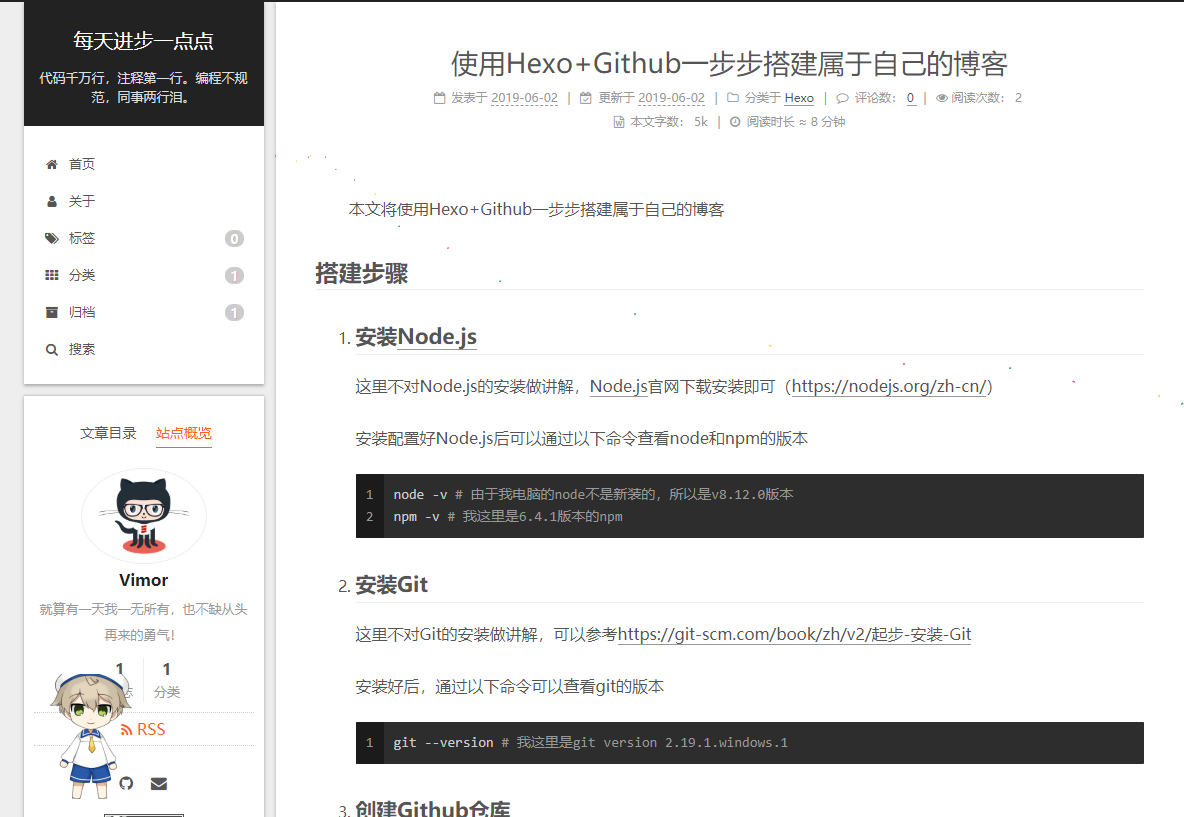 每天进步一点点
代码千万行，注释第一行。编程不规
范，同事两行泪。
首页
关于
标签 0
分类 1
归档 1
搜索
文章目录 站点概览
Vimor
就算有一天我一无所有，也不缺从头
再来的勇气！
1 1
分类
RSS
使用Hexo+Github一步步搭建属于自己的博客
发表于 2019-06-02 | 更新于 2019-06-02 | 分类于 Hexo | 评论数： 0 | 阅读次数： 2
本文字数： 5k | 阅读时长 ≈ 8 分钟
本文将使用Hexo+Github一步步搭建属于自己的博客
搭建步骤
1. 安装Node.js
这里不对Node.js的安装做讲解，Node.js官网下载安装即可（https://nodejs.org/zh-cn/）
安装配置好Node.js后可以通过以下命令查看node和npm的版本
1 node -v # 由于我电脑的node不是新装的，所以是v8.12.0版本
2 npm -v # 我这里是6.4.1版本的npm
2. 安装Git
这里不对Git的安装做讲解，可以参考https://git-scm.com/book/zh/v2/起步-安装-Git
安装好后，通过以下命令可以查看git的版本
1 git --version # 我这里是git version 2.19.1.windows.1
3. 创建Github仓库